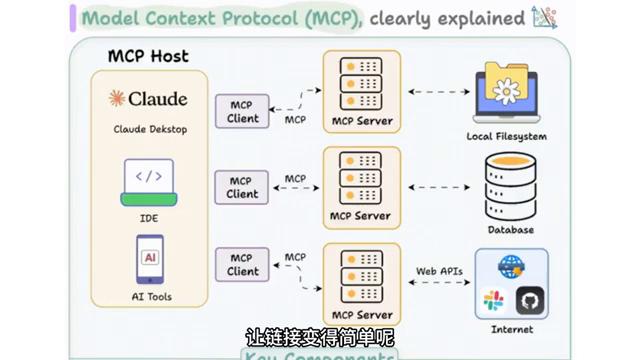 Model Context Protocol (MCP), clearly explained
MCP Host
Claude
Claude Dekstop
IDE
AI
AI Tools
MCP
Client
MCP
MCP Server
Local Filesystem
MCP
Client
MCP
MCP Server
Database
MCP
Client
MCP
MCP Server
Web APIs
Internet
让链接变得简单呢
Key Components